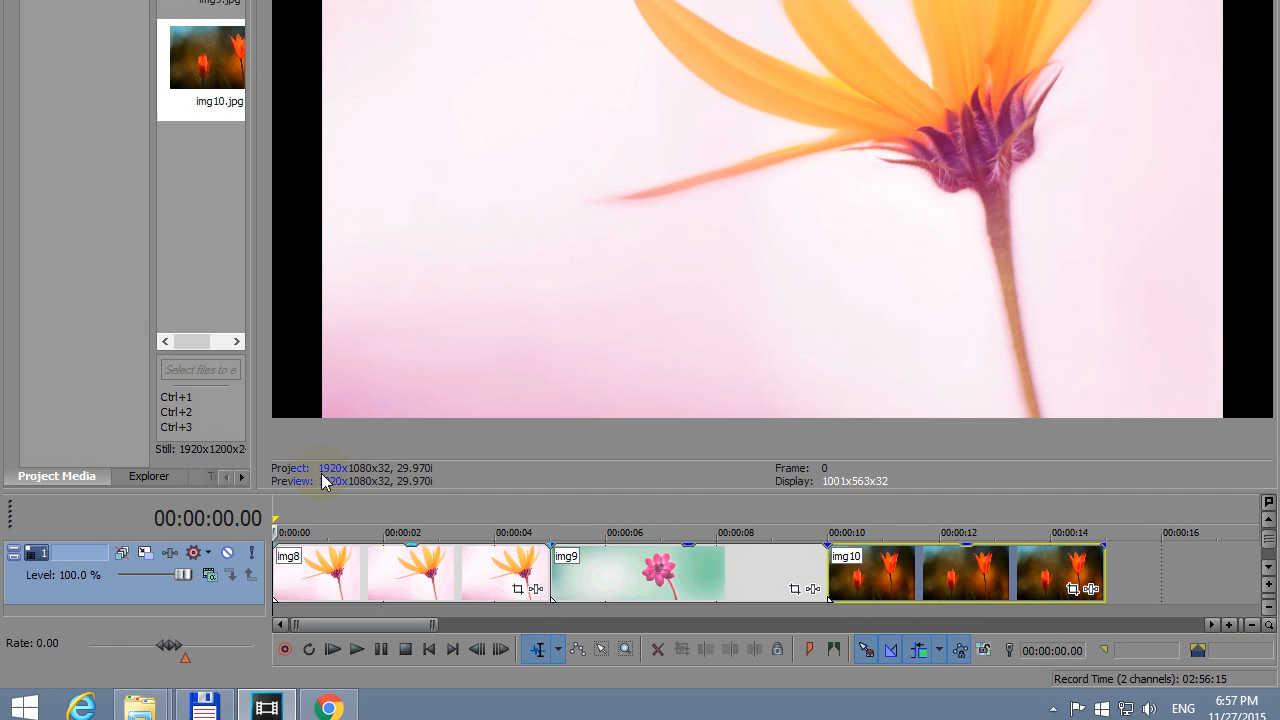 img9.jpg
img10.jpg
Select files to e
Ctrl+1
Ctrl+2
Ctrl+3
Still: 1920x1200x2
Project Media
Explorer
Project: 1920x1080x32, 29.970i
Preview: 1920x1080x32, 29.970i
Frame: 0
Display: 1001x563x32
00:00:00.00
00:00:00
00:00:02
00:00:04
00:00:06
00:00:08
00:00:10
00:00:12
00:00:14
00:00:16
1
Level: 100.0 %
img8
img9
img10
Rate: 0.00
00:00:00.00
Record Time (2 channels): 02:56:15
ENG
6:57 PM
11/27/2015